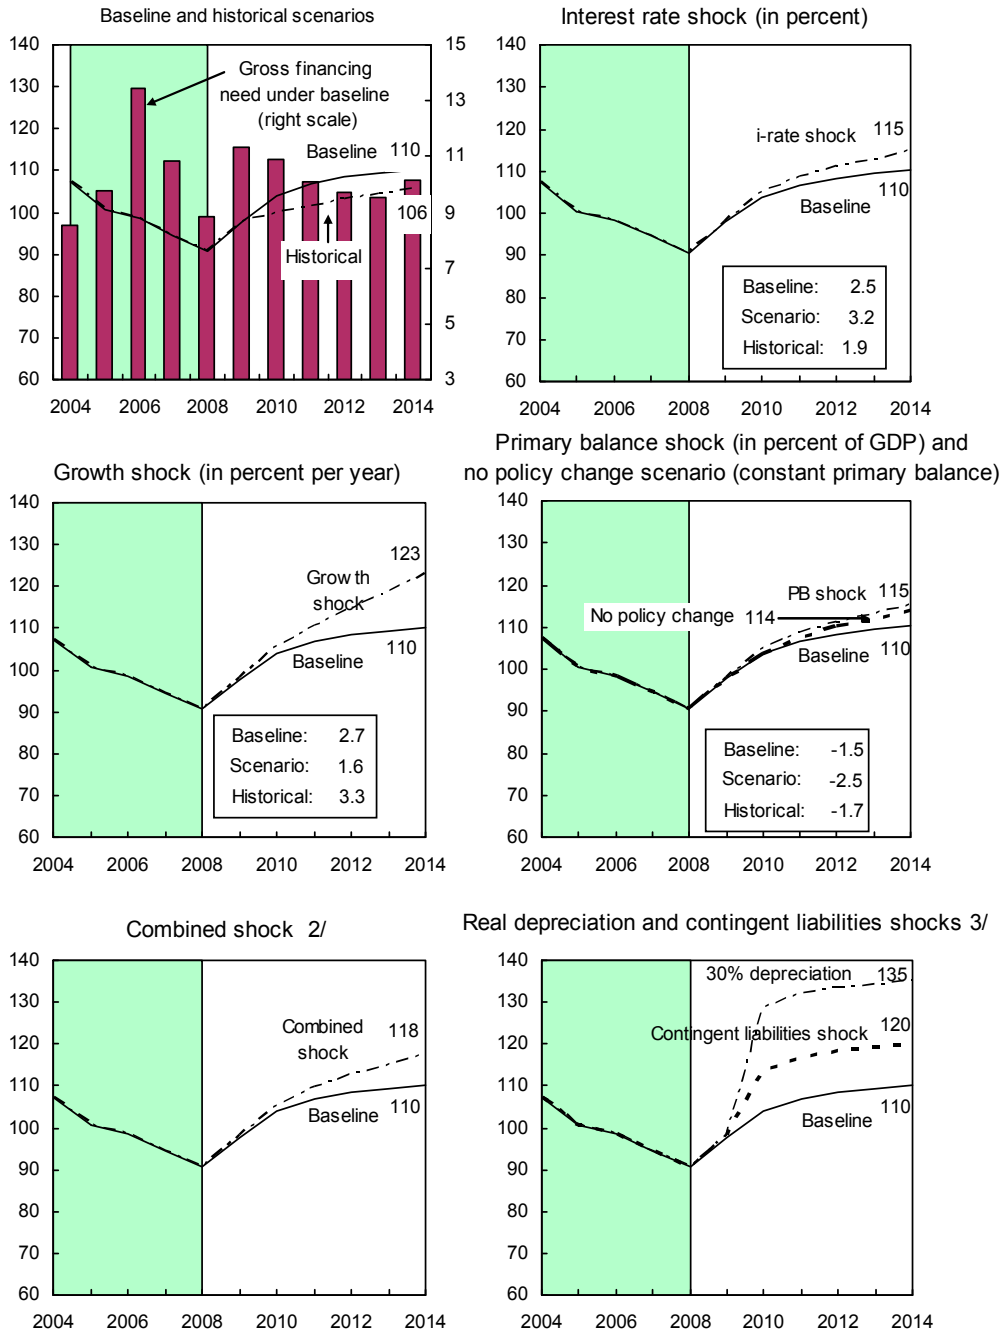 Baseline and historical scenarios
140
130
120
110
100
90
80
70
60
15
13
11
9
7
5
3
Gross financing
need under baseline
(right scale)
Baseline 110
106
Historical
2004 2006 2008 2010 2012 2014
Interest rate shock (in percent)
140
130
120
110
100
90
80
70
60
i-rate shock 115
110
Baseline
Baseline: 2.5
Scenario: 3.2
Historical: 1.9
2004 2006 2008 2010 2012 2014
Growth shock (in percent per year)
140
130
120
110
100
90
80
70
60
123
Growth
shock
Baseline 110
Baseline: 2.7
Scenario: 1.6
Historical: 3.3
2004 2006 2008 2010 2012 2014
Primary balance shock (in percent of GDP) and
no policy change scenario (constant primary balance)
140
130
120
110
100
90
80
70
60
PB shock 115
No policy change 114
Baseline 110
Baseline: -1.5
Scenario: -2.5
Historical: -1.7
2004 2006 2008 2010 2012 2014
Combined shock 2/
140
130
120
110
100
90
80
70
60
Combined 118
shock
Baseline 110
2004 2006 2008 2010 2012 2014
Real depreciation and contingent liabilities shocks 3/
140
130
120
110
100
90
80
70
60
30% depreciation 135
Contingent liabilities shock 120
Baseline 110
2004 2006 2008 2010 2012 2014